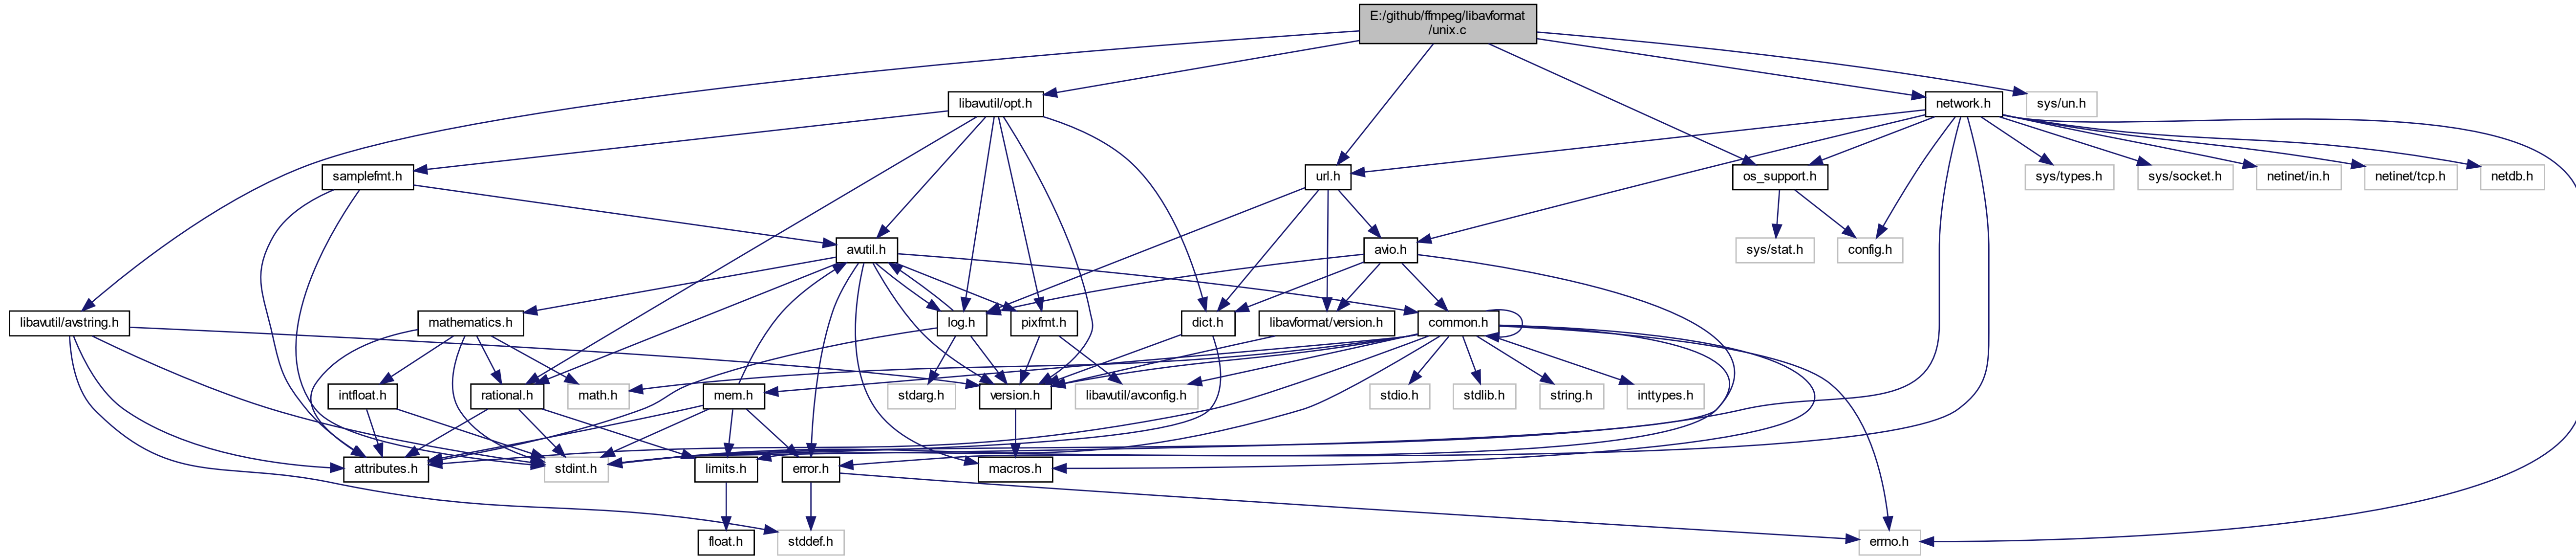 E:/github/ffmpeg/libavformat
/unix.c
libavutil/opt.h
network.h
sys/un.h
samplefmt.h
url.h
os_support.h
sys/types.h
sys/socket.h
netinet/in.h
netinet/tcp.h
netdb.h
avutil.h
avio.h
sys/stat.h
config.h
libavutil/avstring.h
mathematics.h
log.h
pixfmt.h
dict.h
libavformat/version.h
common.h
intfloat.h
rational.h
math.h
mem.h
stdarg.h
version.h
libavutil/avconfig.h
stdio.h
stdlib.h
string.h
inttypes.h
attributes.h
stdint.h
limits.h
error.h
macros.h
float.h
stddef.h
errno.h